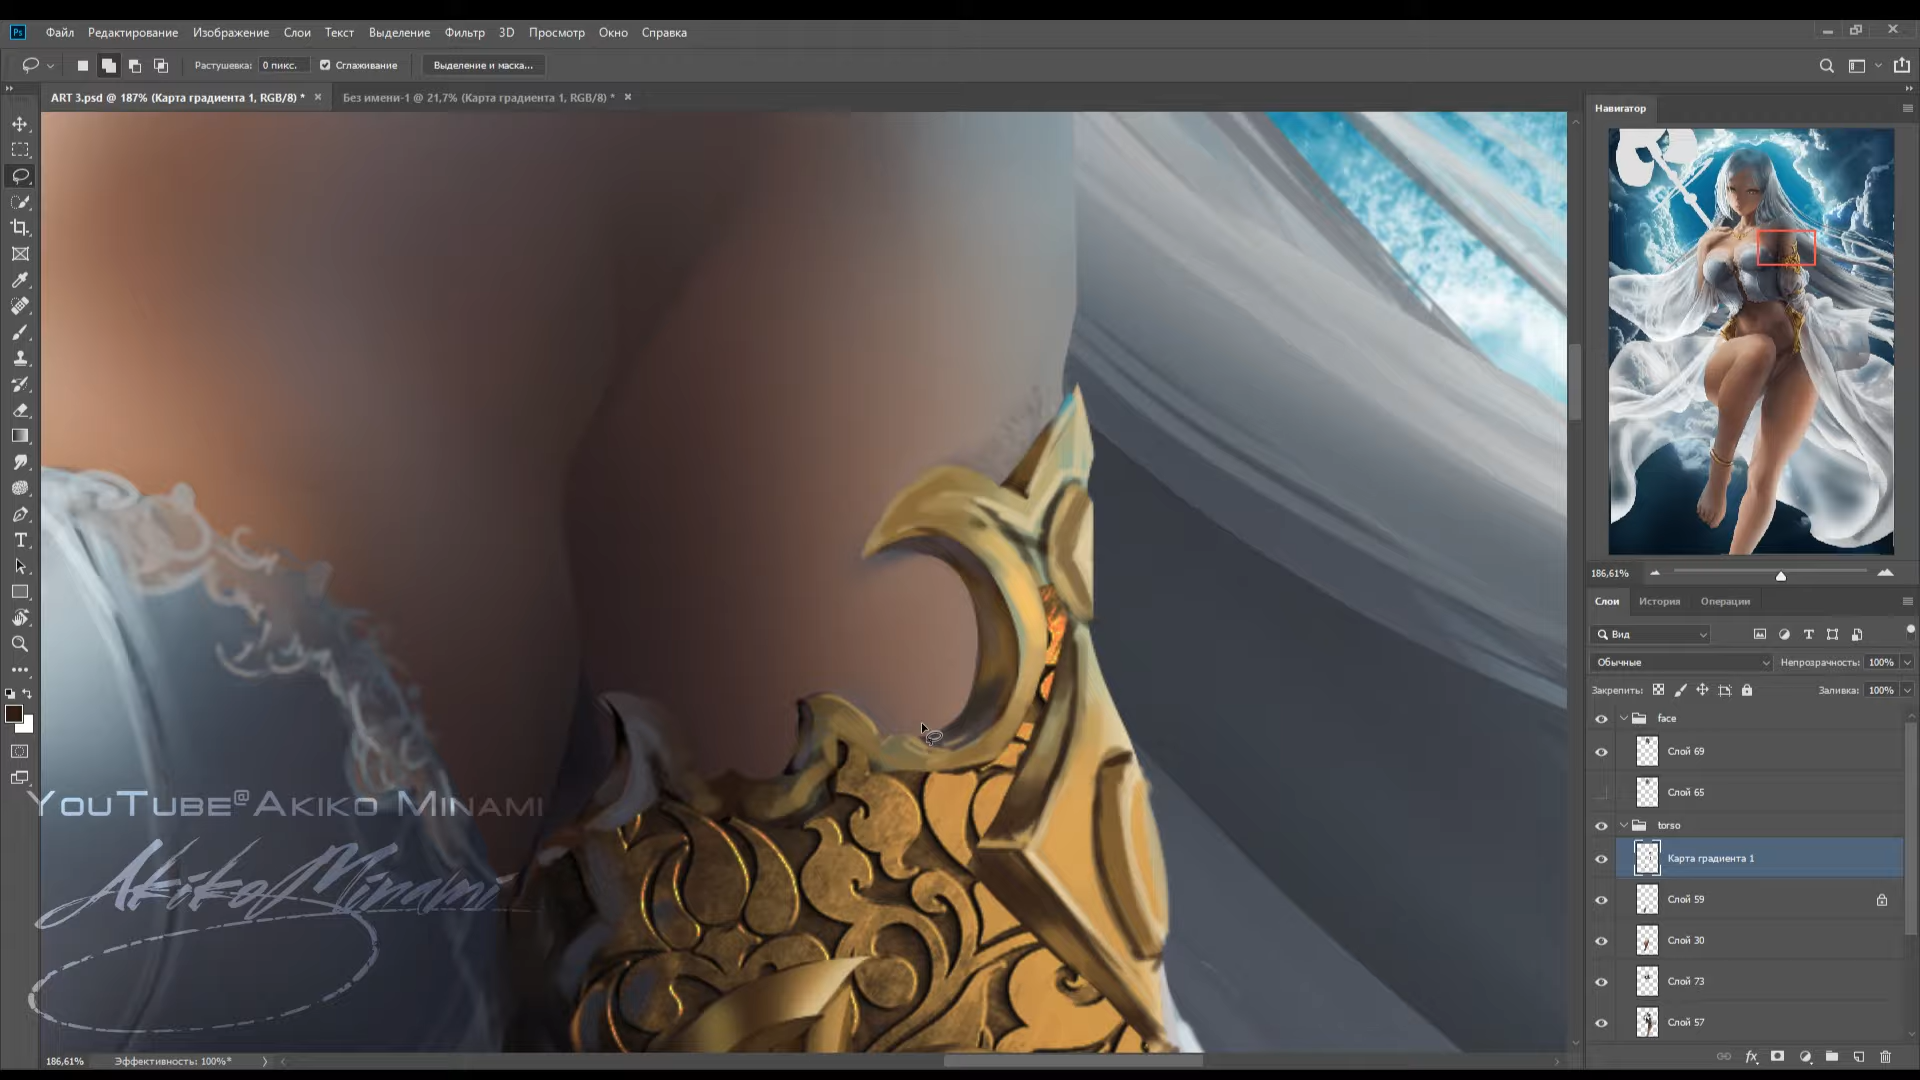 Ps Файл Редактирование Изображение Слои Текст Выделение Фильтр 3D Просмотр Окно Справка
Растушевка: 0 пикс. Сглаживание Выделение и маска...
ART 3.psd @ 187% (Карта градиента 1, RGB/8) * Без имени-1 @ 21,7% (Карта градиента 1, RGB/8) *
Навигатор
186,61%
Слои История Операции
Вид
Обычные Непрозрачность: 100%
Закрепить: Заливка: 100%
face
Слой 69
Слой 65
torso
Карта градиента 1
Слой 59
Слой 30
Слой 73
Слой 57
YouTube@Akiko Minami
Akiko Minami
186,61% Эффективность: 100%*